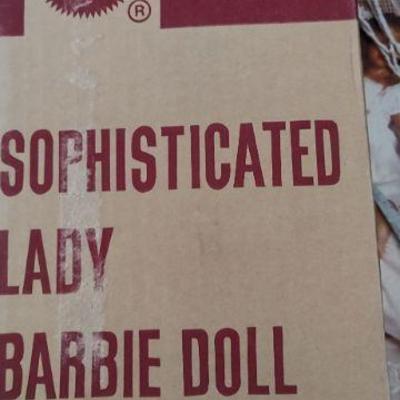 ®
SOPHISTICATED
LADY
BARBIE DOLL